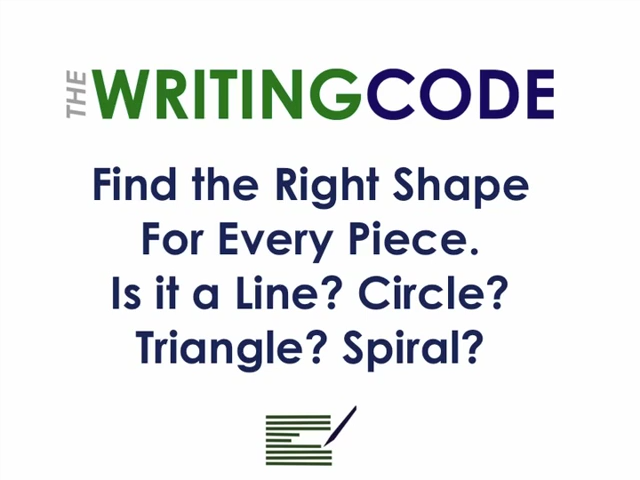 THE WRITINGCODE
Find the Right Shape
For Every Piece.
Is it a Line? Circle?
Triangle? Spiral?